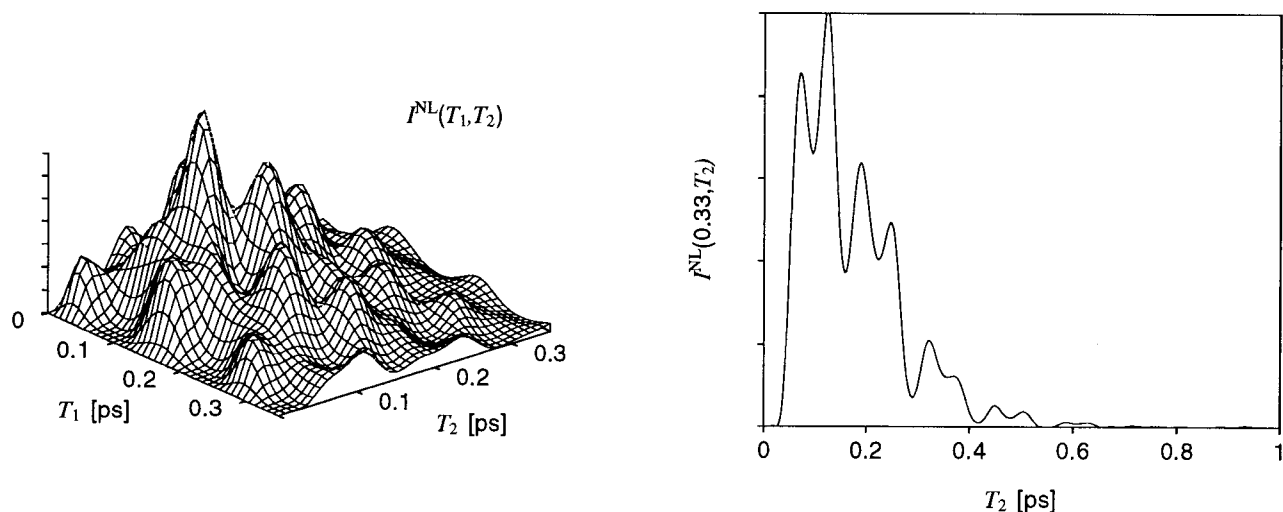 I^NL(T₁,T₂)
0
0.1
0.2
0.3
T₁ [ps]
0.1
0.2
0.3
T₂ [ps]
I^NL(0.33,T₂)
0
0.2
0.4
0.6
0.8
1
T₂ [ps]